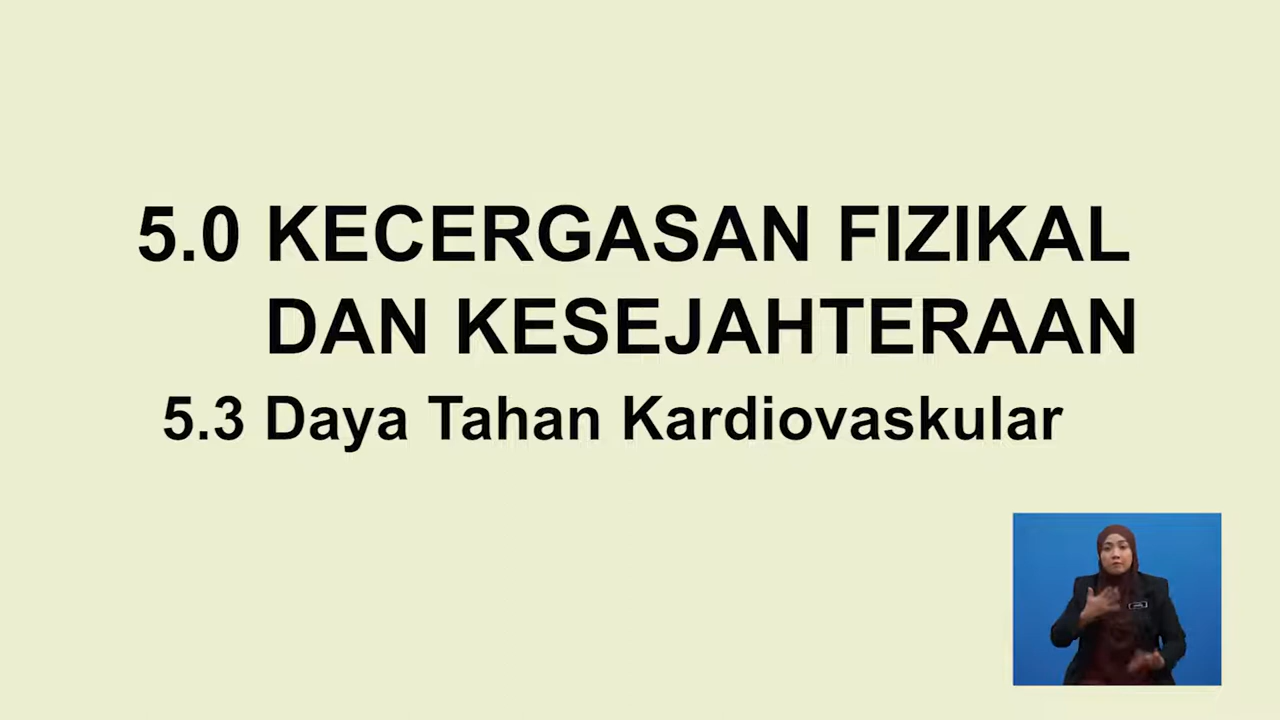 5.0 KECERGASAN FIZIKAL
DAN KESEJAHTERAAN
5.3 Daya Tahan Kardiovaskular